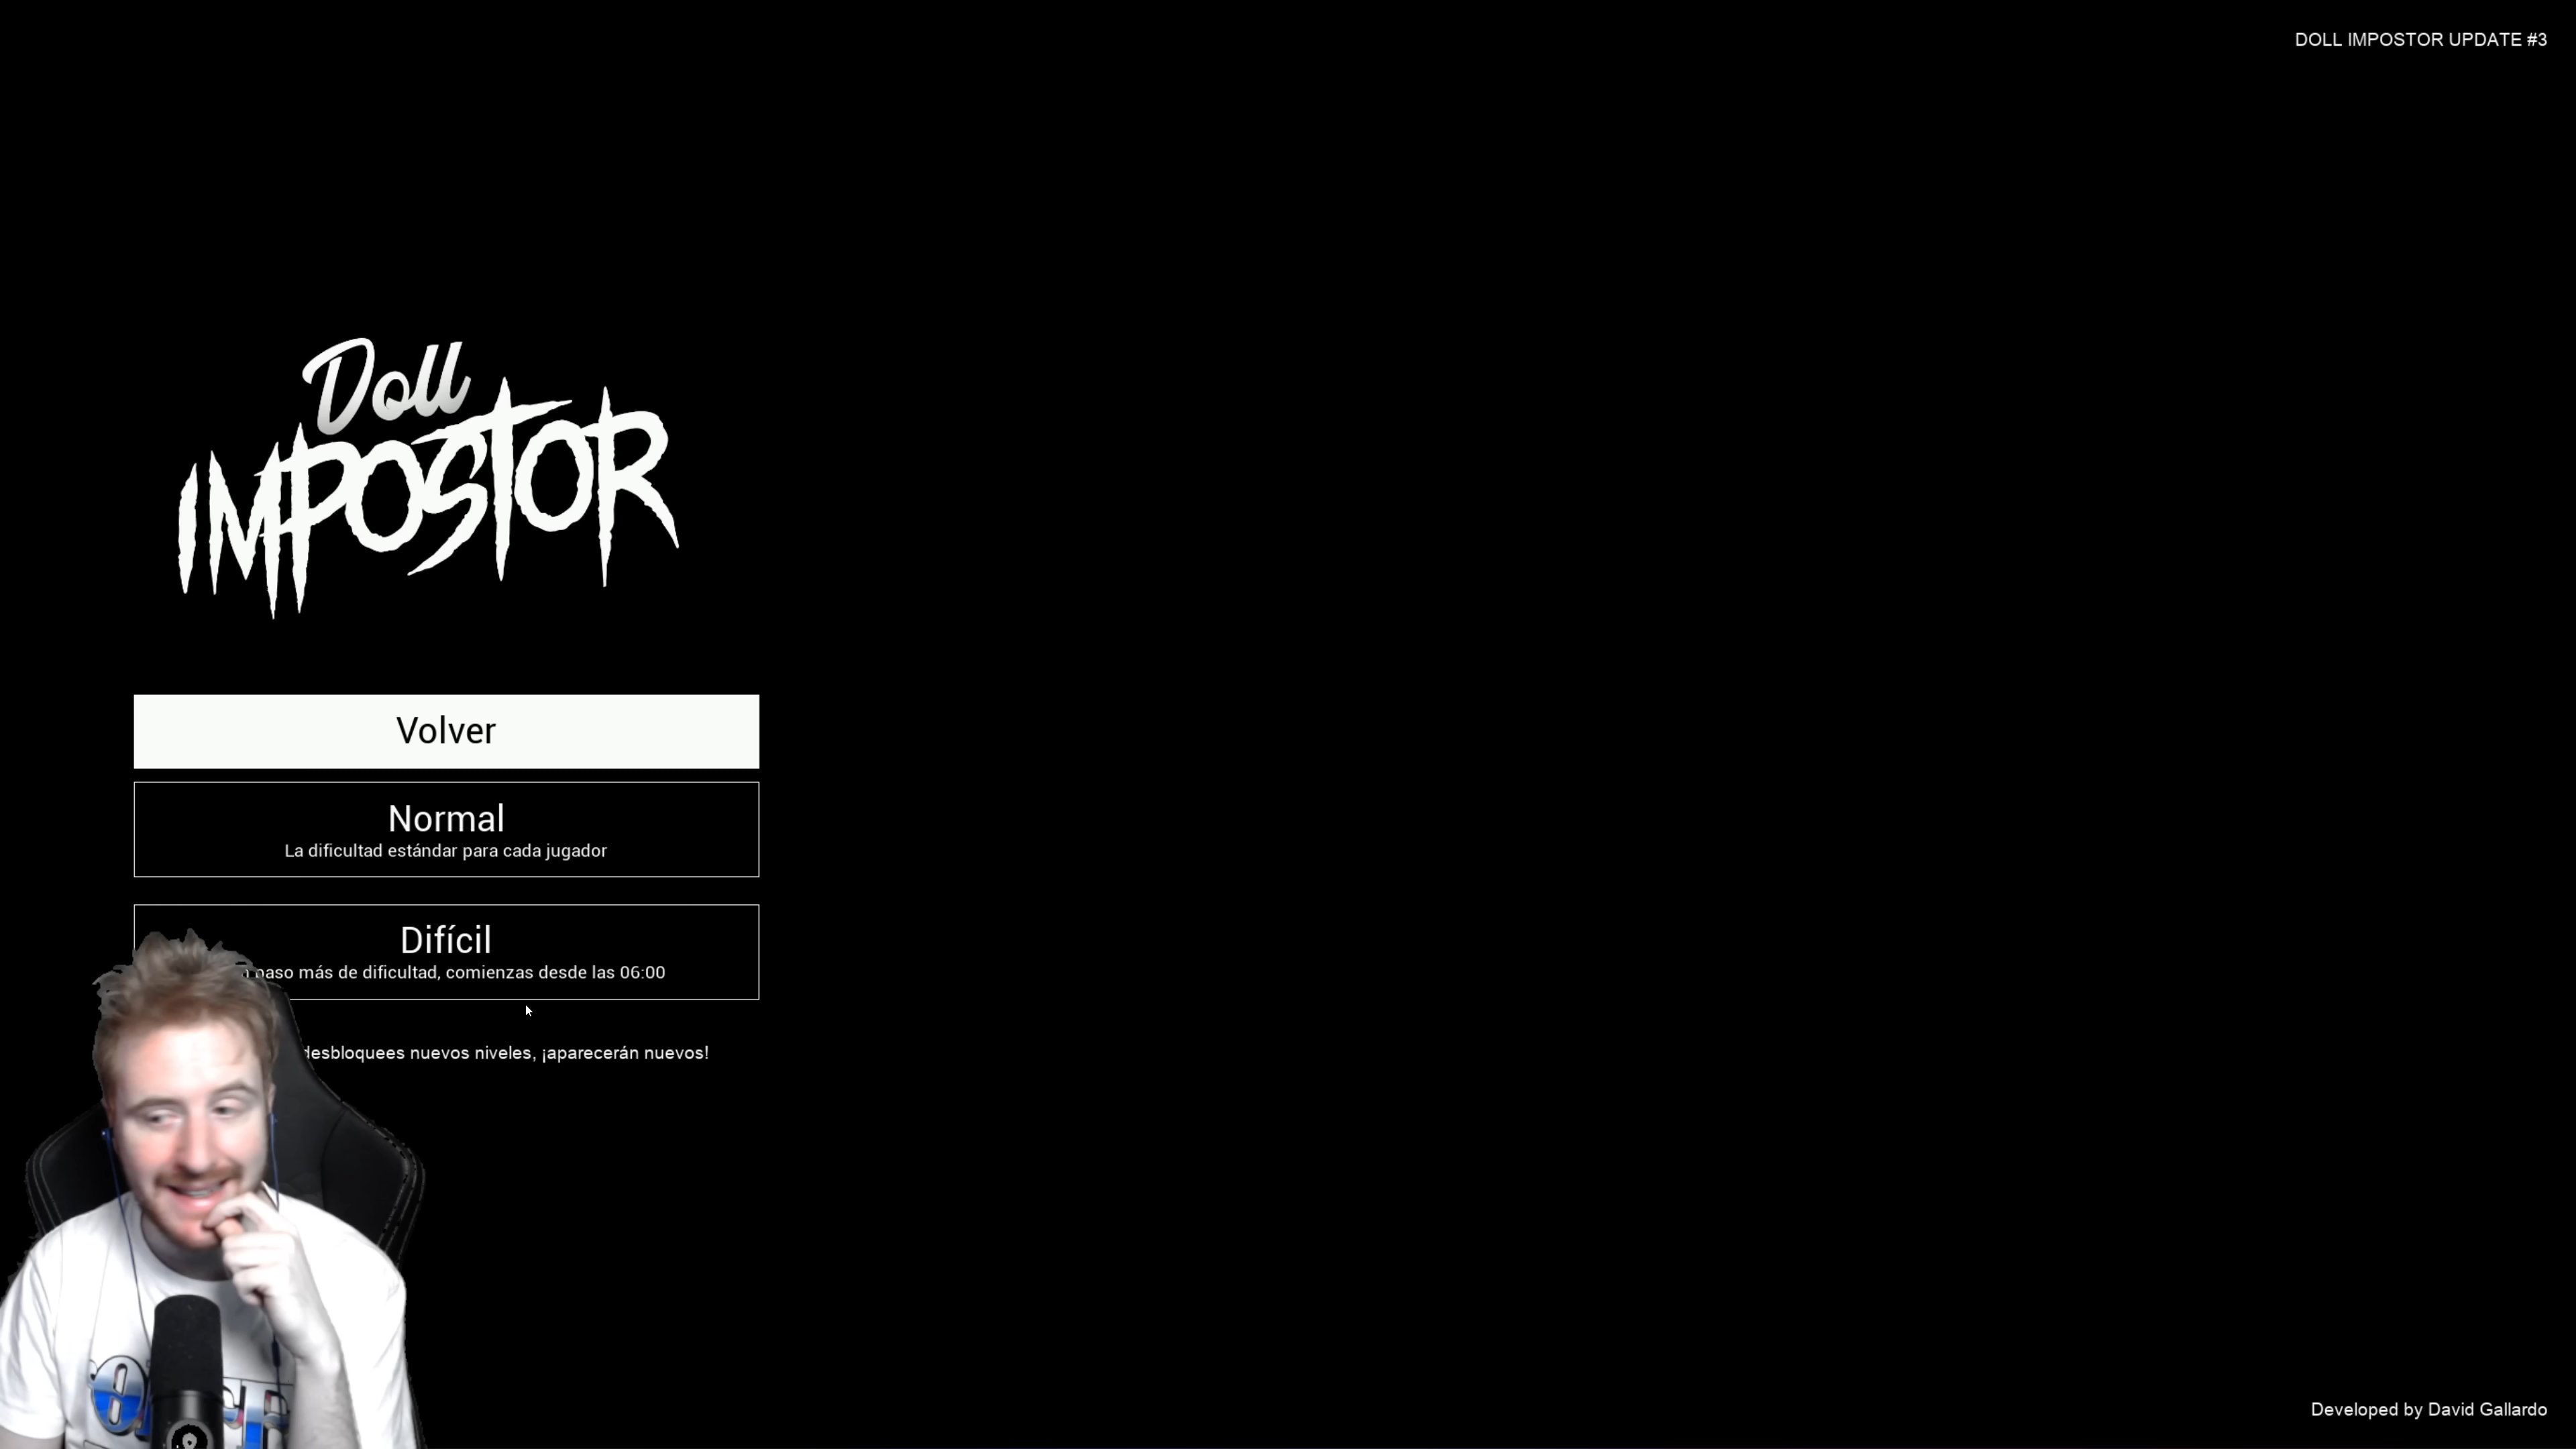 DOLL IMPOSTOR UPDATE #3
Doll
IMPOSTOR
Volver
Normal
La dificultad estándar para cada jugador
Difícil
paso más de dificultad, comienzas desde las 06:00
desbloquees nuevos niveles, ¡aparecerán nuevos!
Developed by David Gallardo